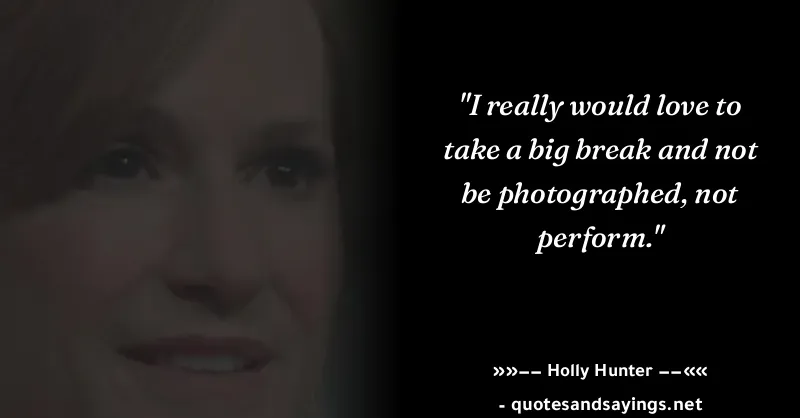 "I really would love to
take a big break and not
be photographed, not
perform."
»»−− Holly Hunter −−««
- quotesandsayings.net